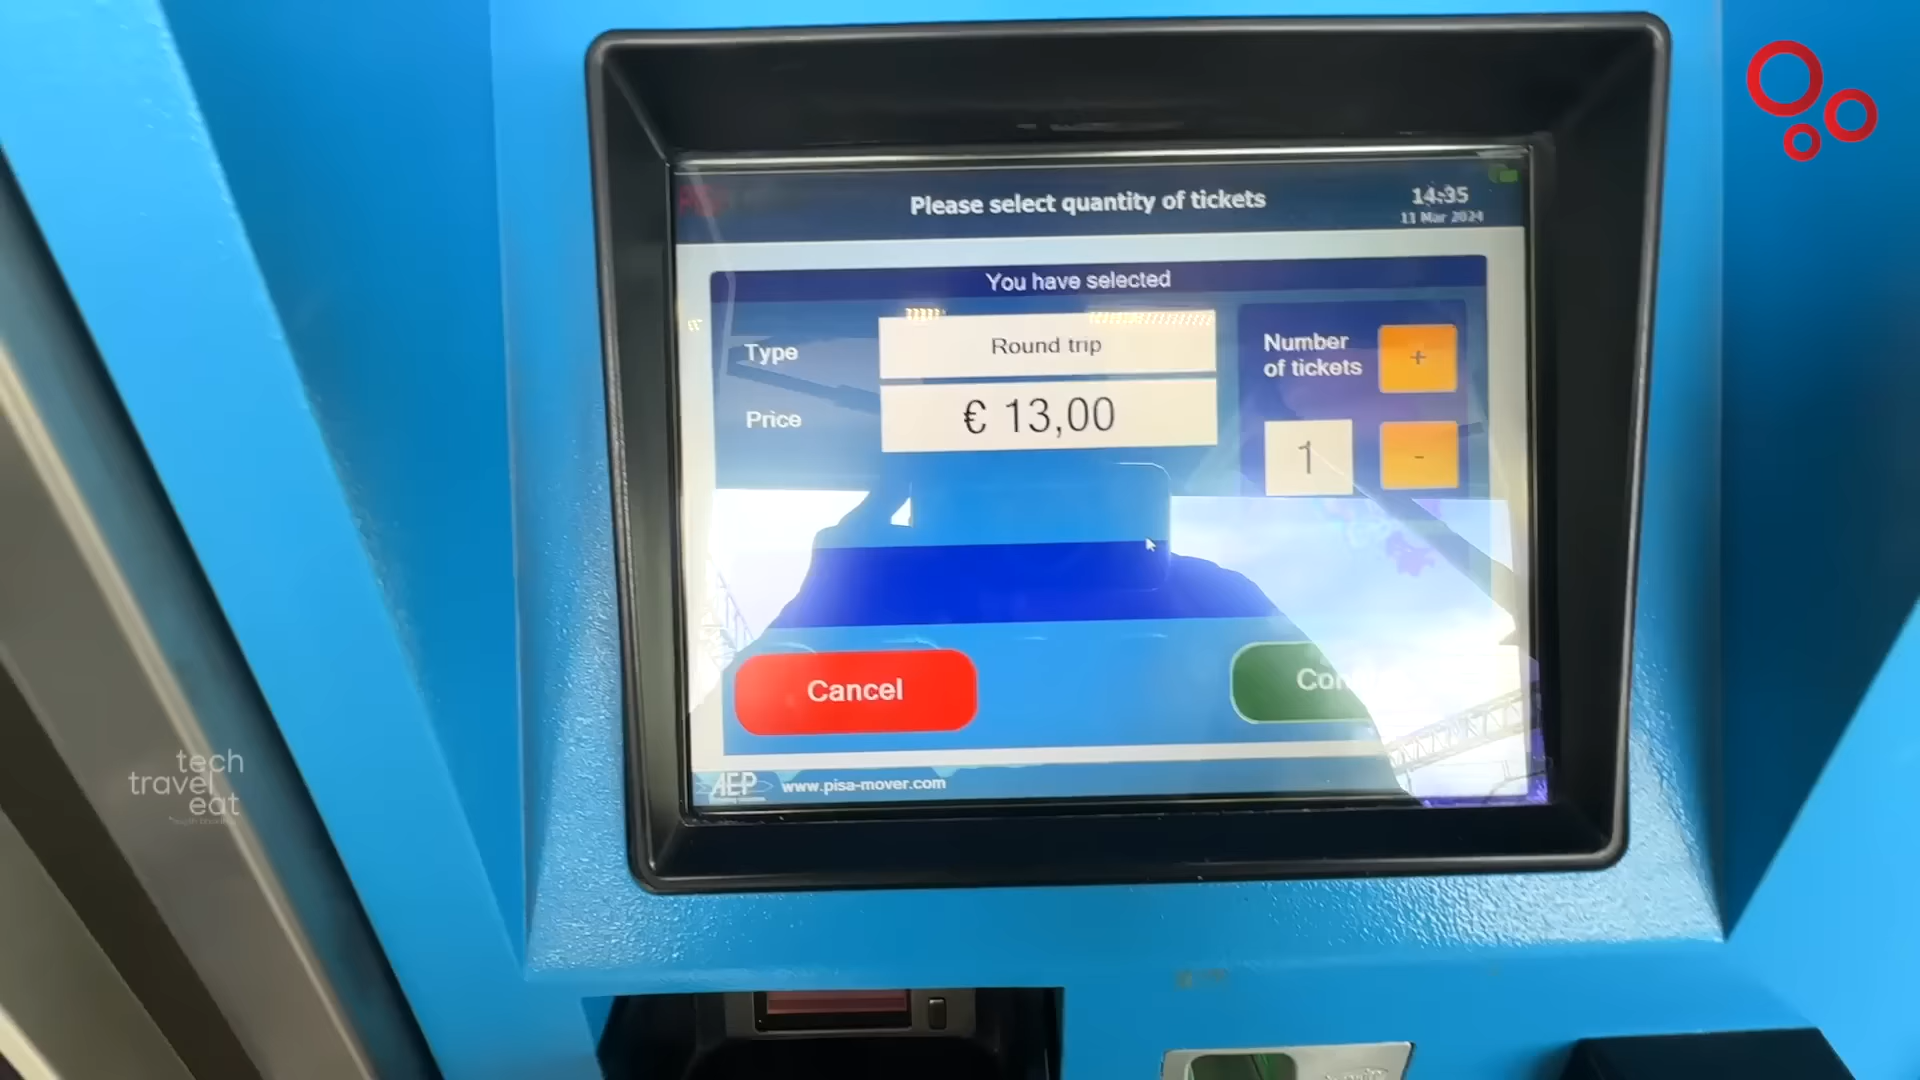 Please select quantity of tickets
14:35
11 Mar 2024
You have selected
Type
Round trip
Number
of tickets
+
Price
€ 13,00
1
-
Cancel
AEP
www.pisa-mover.com
tech
travel
eat